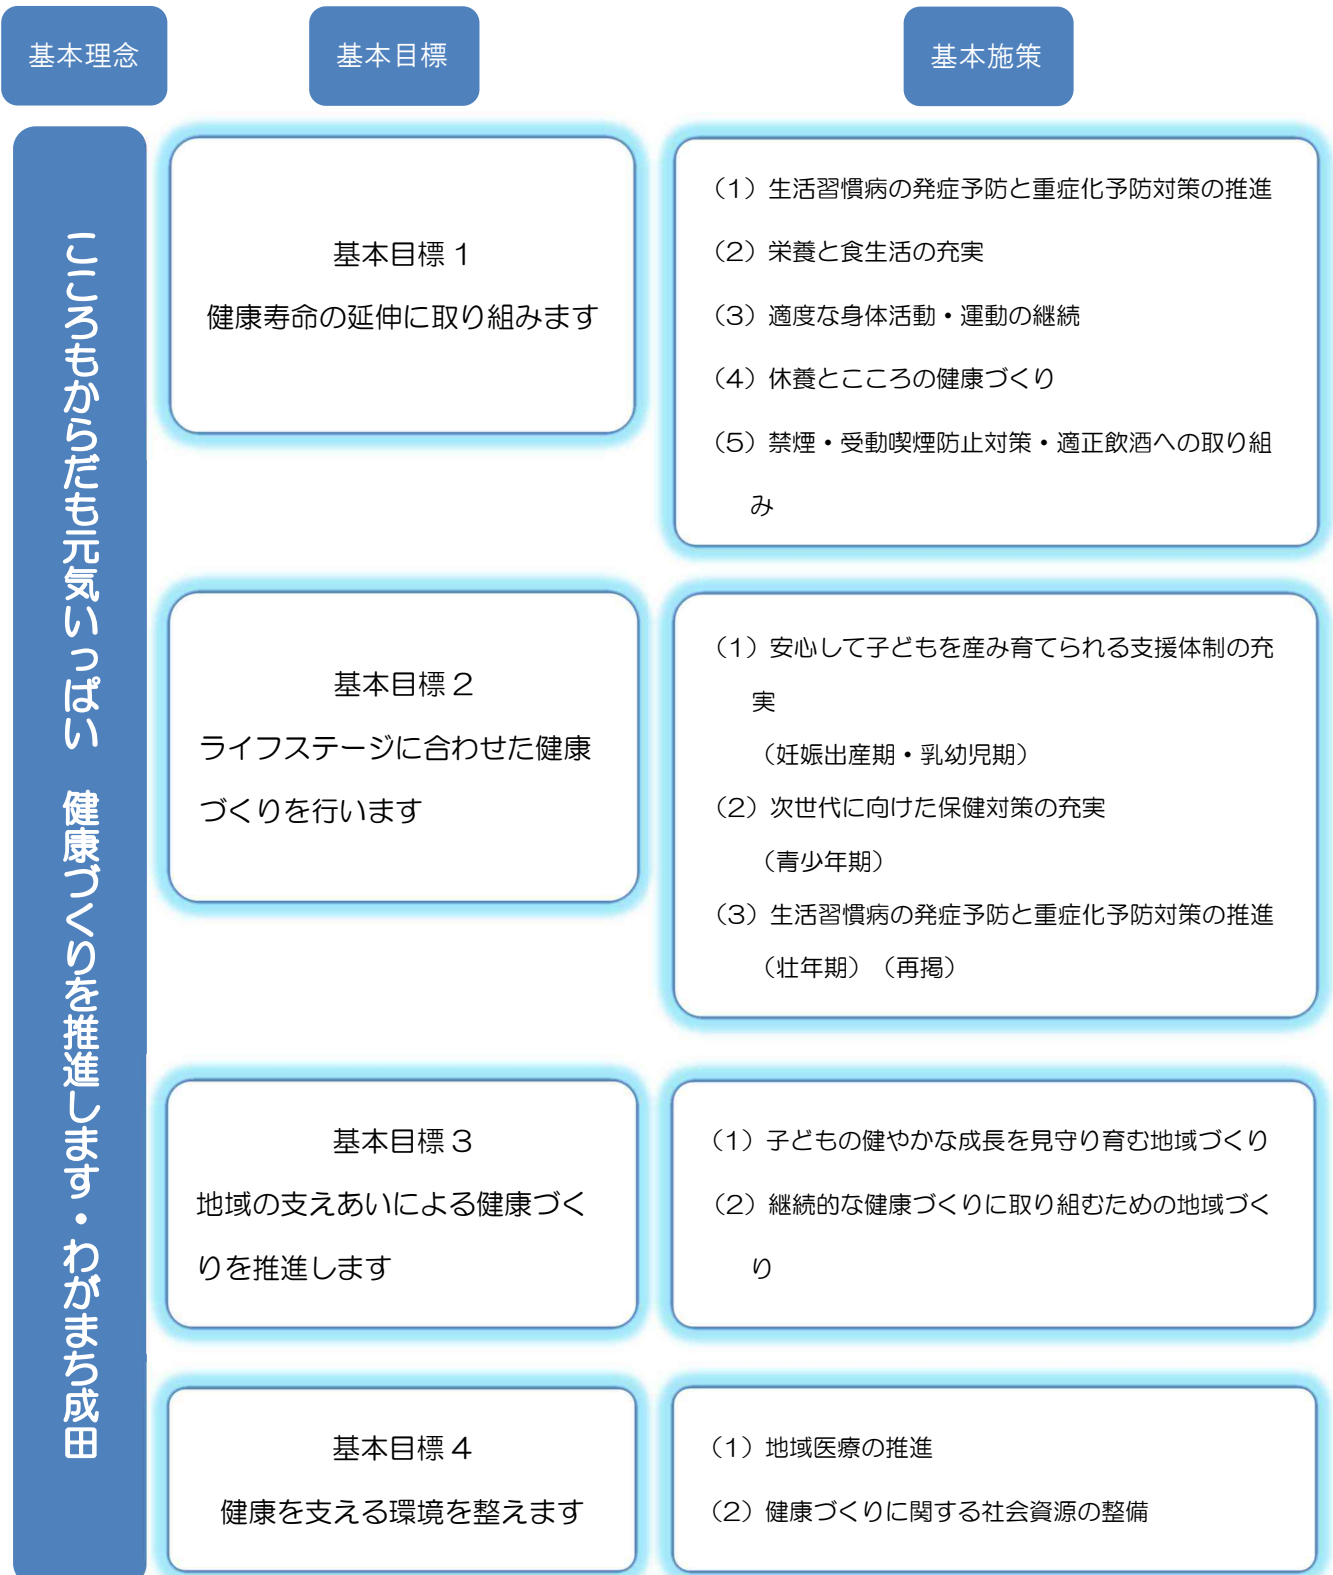 基本理念
基本目標
基本施策
こころもからだも元気いっぱい　健康づくりを推進します・わがまち成田
基本目標 1
健康寿命の延伸に取り組みます
（1）生活習慣病の発症予防と重症化予防対策の推進
（2）栄養と食生活の充実
（3）適度な身体活動・運動の継続
（4）休養とこころの健康づくり
（5）禁煙・受動喫煙防止対策・適正飲酒への取り組
み
基本目標 2
ライフステージに合わせた健康
づくりを行います
（1）安心して子どもを産み育てられる支援体制の充
実
（妊娠出産期・乳幼児期）
（2）次世代に向けた保健対策の充実
（青少年期）
（3）生活習慣病の発症予防と重症化予防対策の推進
（壮年期）（再掲）
基本目標 3
地域の支えあいによる健康づく
りを推進します
（1）子どもの健やかな成長を見守り育む地域づくり
（2）継続的な健康づくりに取り組むための地域づく
り
基本目標 4
健康を支える環境を整えます
（1）地域医療の推進
（2）健康づくりに関する社会資源の整備